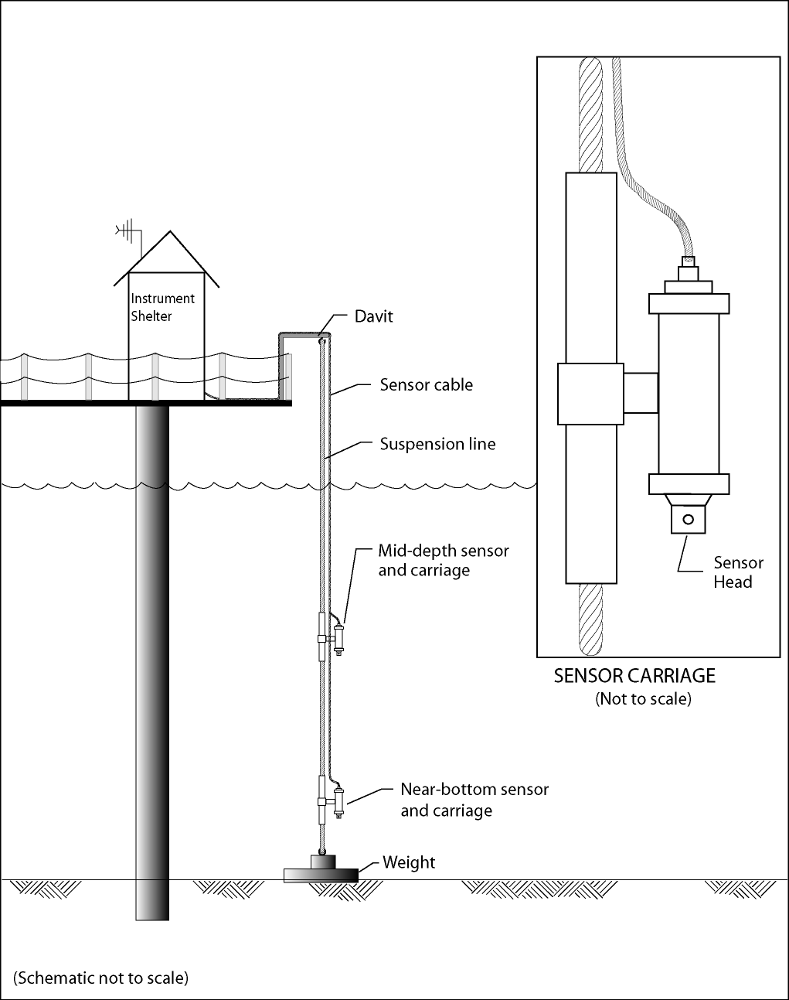 Instrument
Shelter
Davit
Sensor cable
Suspension line
Mid-depth sensor
and carriage
Near-bottom sensor
and carriage
Weight
Sensor
Head
SENSOR CARRIAGE
(Not to scale)
(Schematic not to scale)